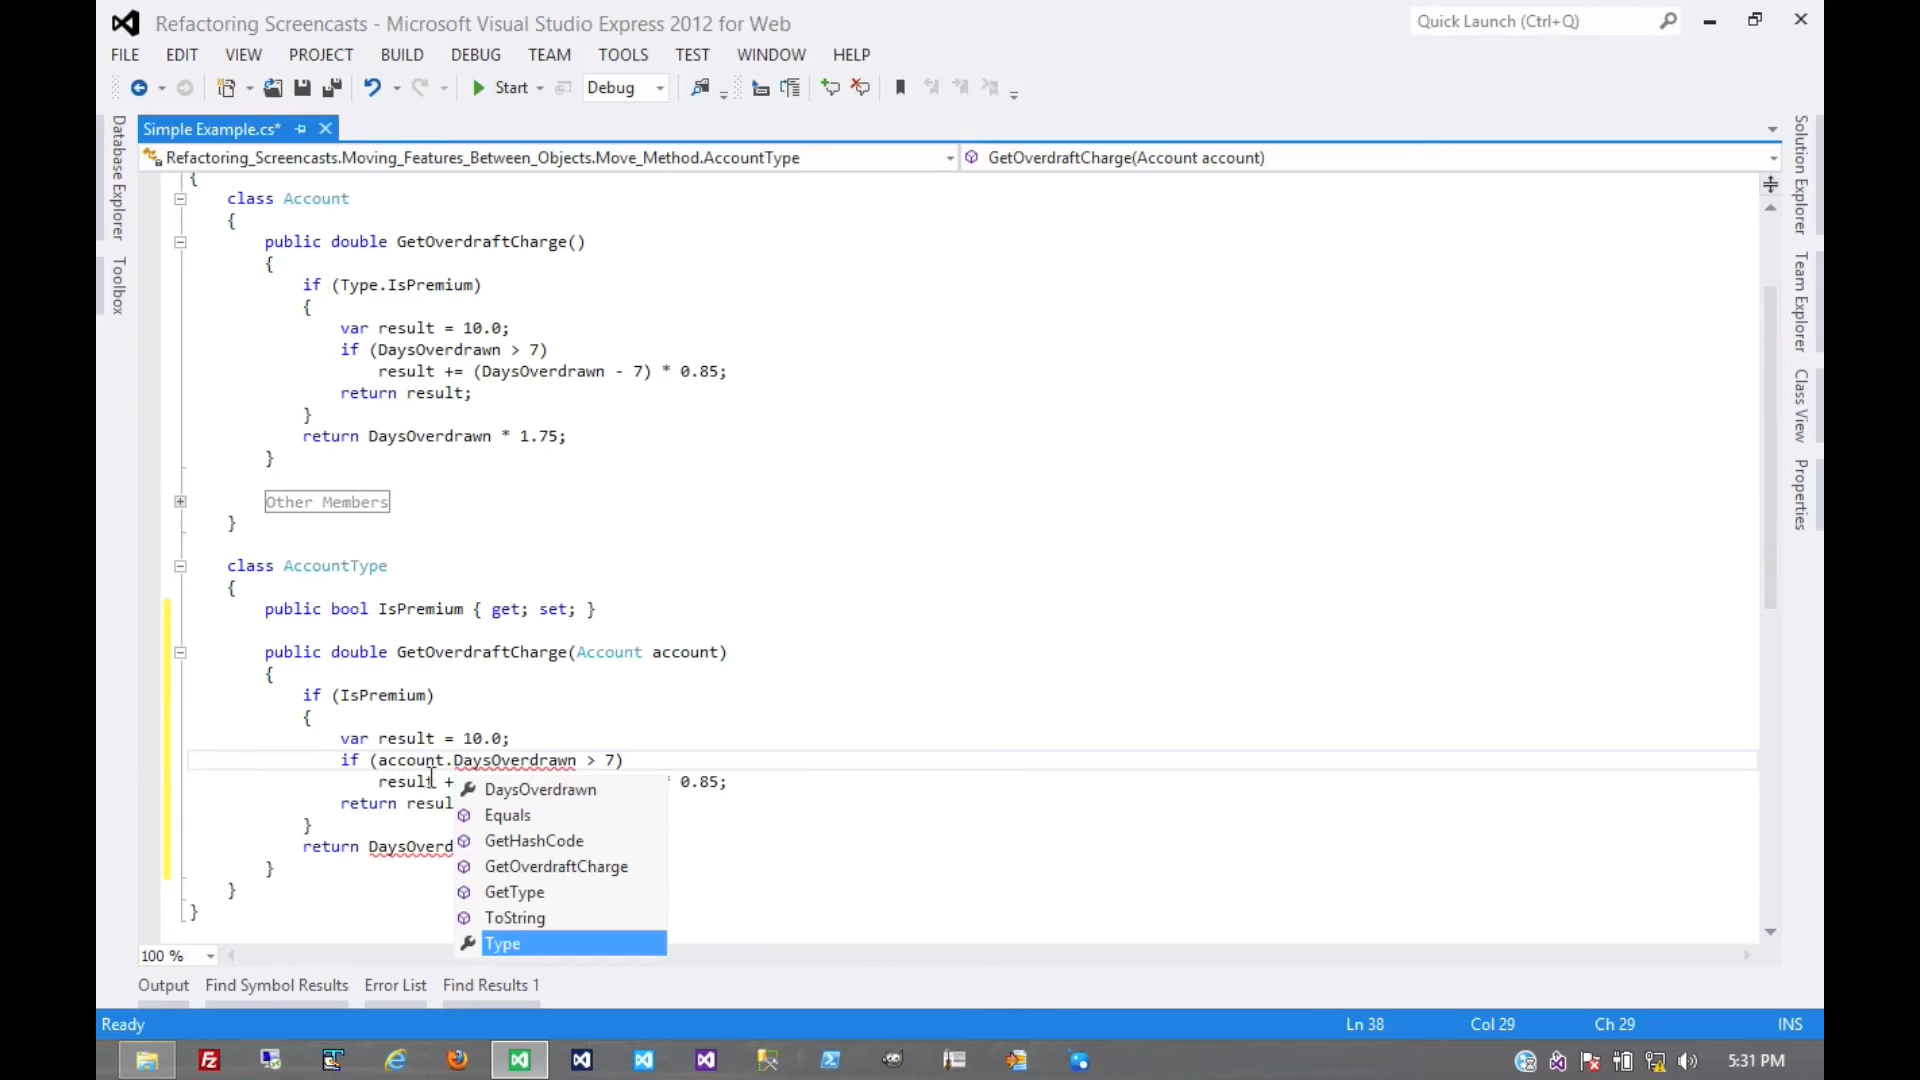 Refactoring Screencasts - Microsoft Visual Studio Express 2012 for Web
Quick Launch (Ctrl+Q)
FILE EDIT VIEW PROJECT BUILD DEBUG TEAM TOOLS TEST WINDOW HELP
Start Debug
Simple Example.cs*
Refactoring_Screencasts.Moving_Features_Between_Objects.Move_Method.AccountType
GetOverdraftCharge(Account account)
Database Explorer
Toolbox
{
class Account
{
public double GetOverdraftCharge()
{
if (Type.IsPremium)
{
var result = 10.0;
if (DaysOverdrawn > 7)
result += (DaysOverdrawn - 7) * 0.85;
return result;
}
return DaysOverdrawn * 1.75;
}
Other Members
}
class AccountType
{
public bool IsPremium { get; set; }
public double GetOverdraftCharge(Account account)
{
if (IsPremium)
{
var result = 10.0;
if (account.DaysOverdrawn > 7)
result + * 0.85;
return resul
}
return DaysOverd
}
}
}
DaysOverdrawn
Equals
GetHashCode
GetOverdraftCharge
GetType
ToString
Type
Solution Explorer
Team Explorer
Class View
Properties
100 %
Output Find Symbol Results Error List Find Results 1
Ready Ln 38 Col 29 Ch 29 INS
5:31 PM